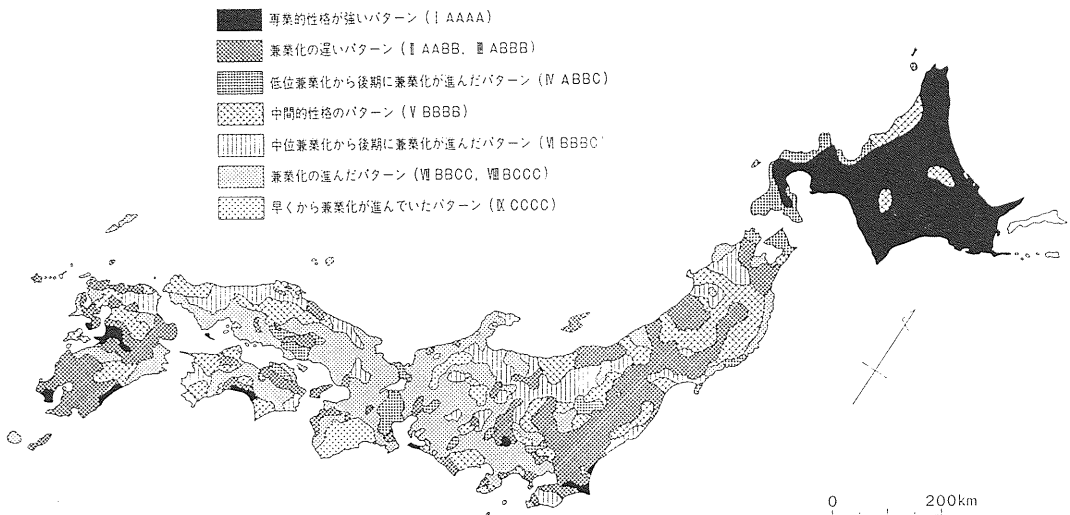 専業的性格が強いパターン (Ⅰ AAAA)
兼業化の遅いパターン (Ⅱ AABB, Ⅲ ABBB)
低位兼業化から後期に兼業化が進んだパターン (Ⅳ ABBC)
中間的性格のパターン (Ⅴ BBBB)
中位兼業化から後期に兼業化が進んだパターン (Ⅵ BBBC)
兼業化の進んだパターン (Ⅶ BBCC, Ⅷ BCCC)
早くから兼業化が進んでいたパターン (Ⅸ CCCC)
0 200km